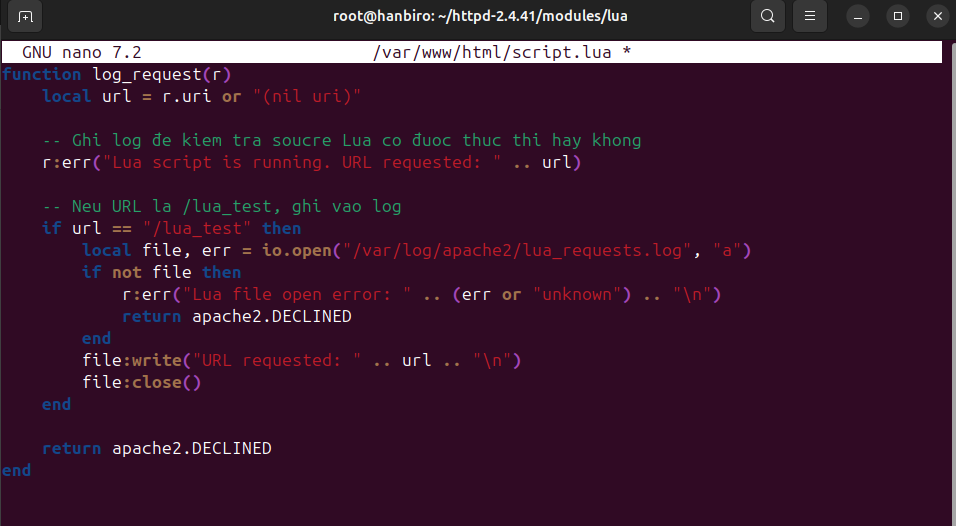 root@hanbiro: ~/httpd-2.4.41/modules/lua
GNU nano 7.2 /var/www/html/script.lua *
function log_request(r)
    local url = r.uri or "(nil uri)"

    -- Ghi log đe kiem tra soucre Lua co đuoc thuc thi hay khong
    r:err("Lua script is running. URL requested: " .. url)

    -- Neu URL la /lua_test, ghi vao log
    if url == "/lua_test" then
        local file, err = io.open("/var/log/apache2/lua_requests.log", "a")
        if not file then
            r:err("Lua file open error: " .. (err or "unknown") .. "\n")
            return apache2.DECLINED
        end
        file:write("URL requested: " .. url .. "\n")
        file:close()
    end

    return apache2.DECLINED
end